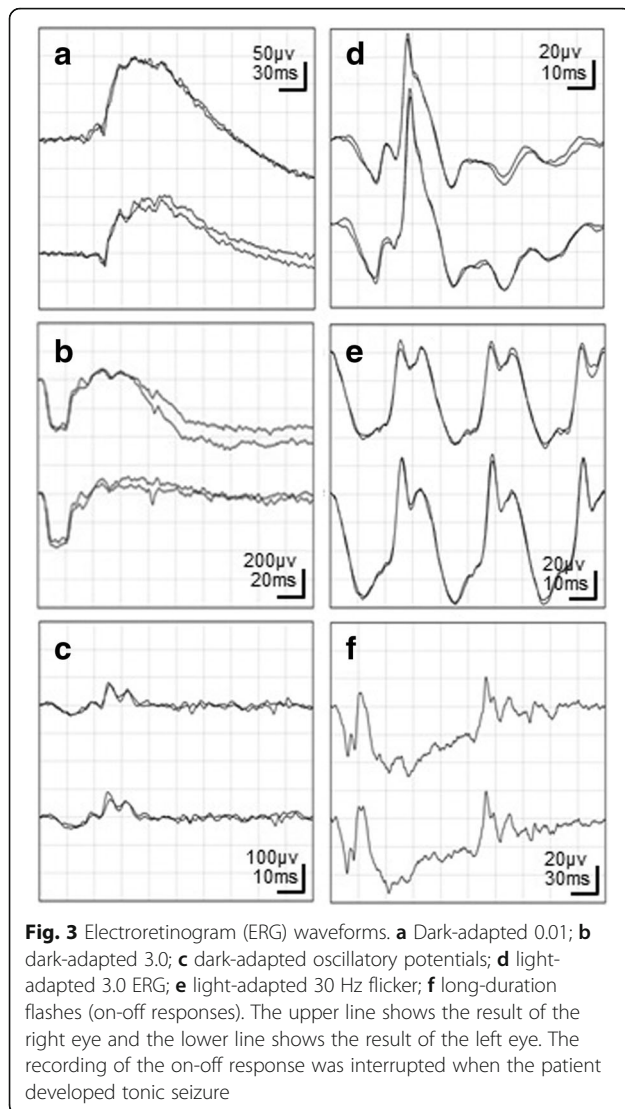 a
50μv
30ms
d
20μv
10ms
b
200μv
20ms
e
20μv
10ms
c
100μv
10ms
f
20μv
30ms
Fig. 3 Electroretinogram (ERG) waveforms. a Dark-adapted 0.01; b
dark-adapted 3.0; c dark-adapted oscillatory potentials; d light-
adapted 3.0 ERG; e light-adapted 30 Hz flicker; f long-duration
flashes (on-off responses). The upper line shows the result of the
right eye and the lower line shows the result of the left eye. The
recording of the on-off response was interrupted when the patient
developed tonic seizure